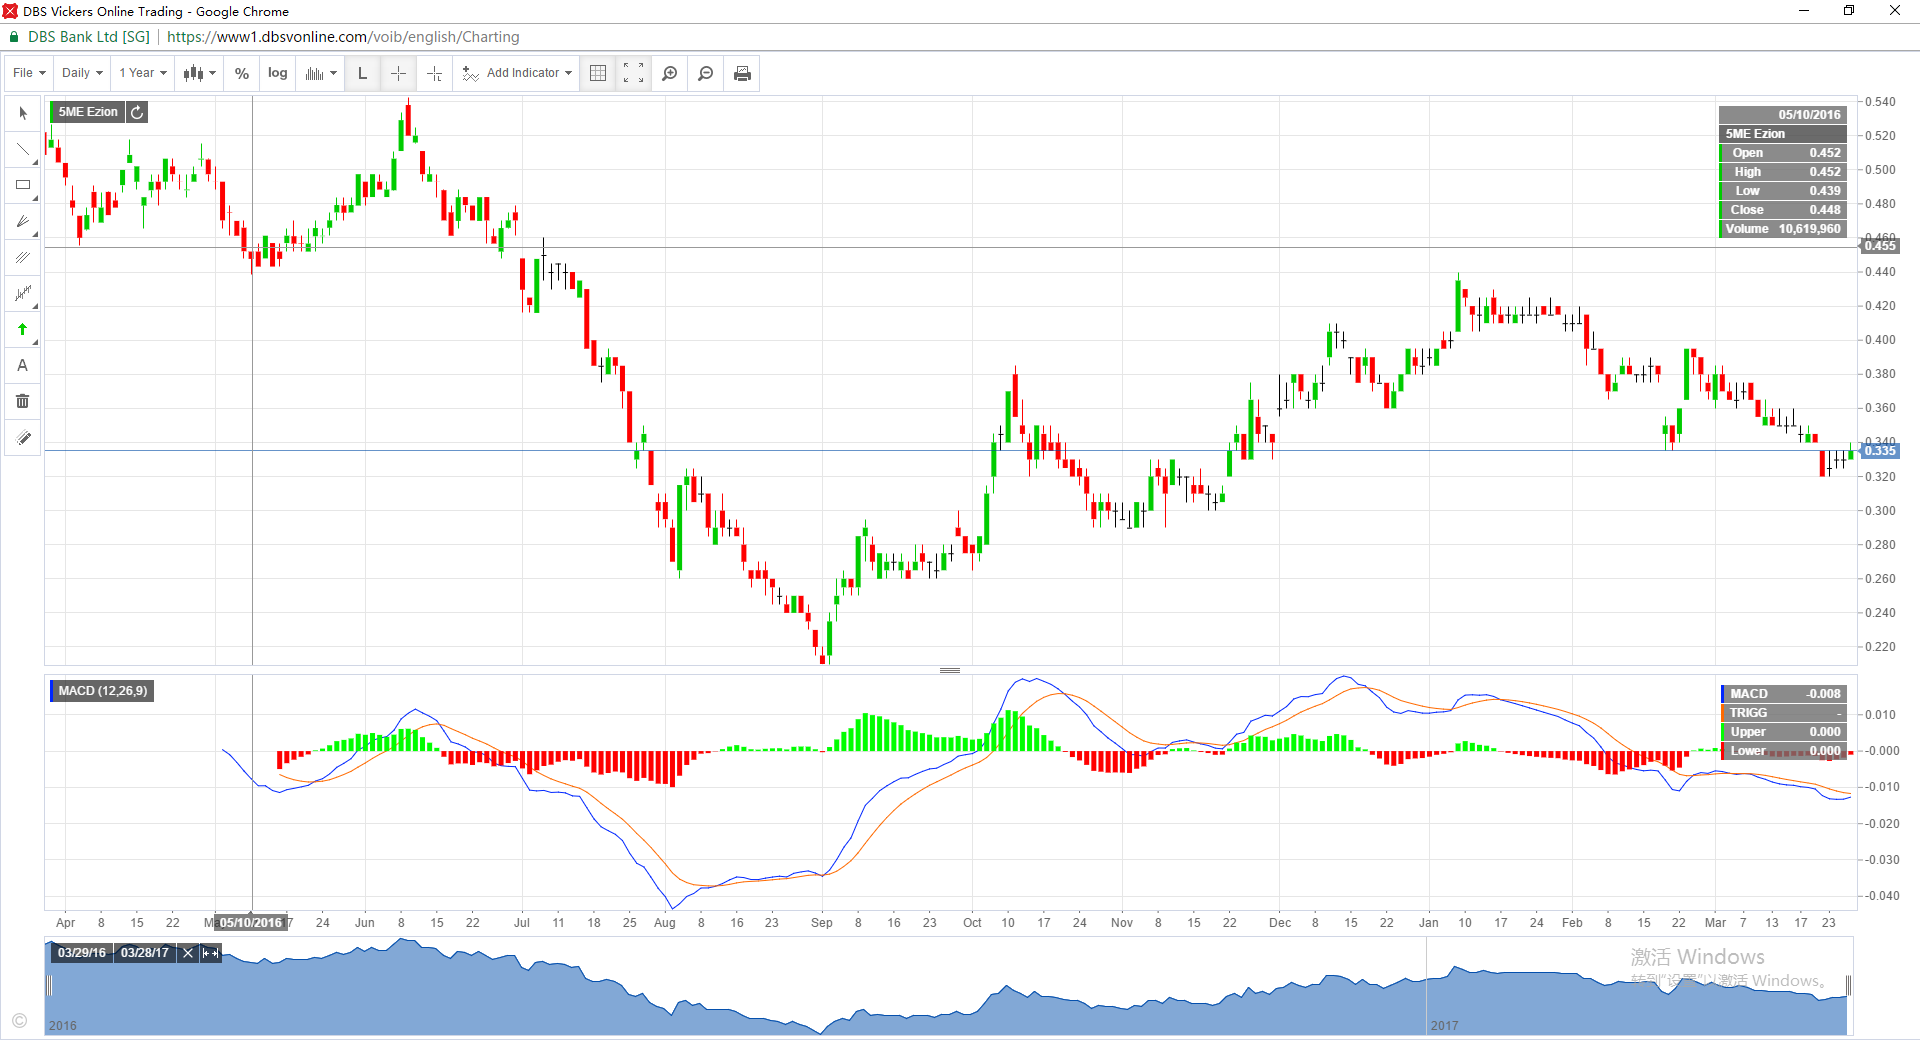 DBS Vickers Online Trading - Google Chrome
DBS Bank Ltd [SG] | https://www1.dbsvonline.com/voib/english/Charting
File Daily 1 Year % log L Add Indicator
A
5ME Ezion
05/10/2016
5ME Ezion
Open 0.452
High 0.452
Low 0.439
Close 0.448
Volume 10,619,960
0.540
0.520
0.500
0.480
0.460
0.455
0.440
0.420
0.400
0.380
0.360
0.340
0.335
0.320
0.300
0.280
0.260
0.240
0.220
MACD (12,26,9)
MACD -0.008
TRIGG -
Upper 0.000
Lower 0.000
0.010
-0.000
-0.010
-0.020
-0.030
-0.040
Apr 8 15 22 05/10/2016 24 Jun 8 15 22 Jul 11 18 25 Aug 8 16 23 Sep 8 16 23 Oct 10 17 24 Nov 8 15 22 Dec 8 15 22 Jan 10 17 24 Feb 8 15 22 Mar 7 13 17 23
03/29/16 03/28/17
激活 Windows
转到“设置”以激活 Windows。
2016 2017
©